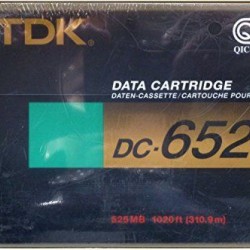 TDK
QIC
DATA CARTRIDGE
DATEN-CASSETTE/CARTOUCHE POUR
DC-652
525MB 1020ft (310.9m)